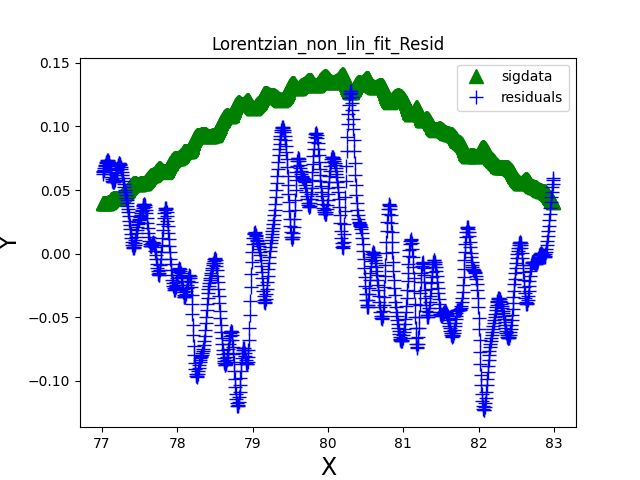 Lorentzian_non_lin_fit_Resid
sigdata
residuals
0.15
0.10
0.05
0.00
−0.05
−0.10
Y
77 78 79 80 81 82 83
X